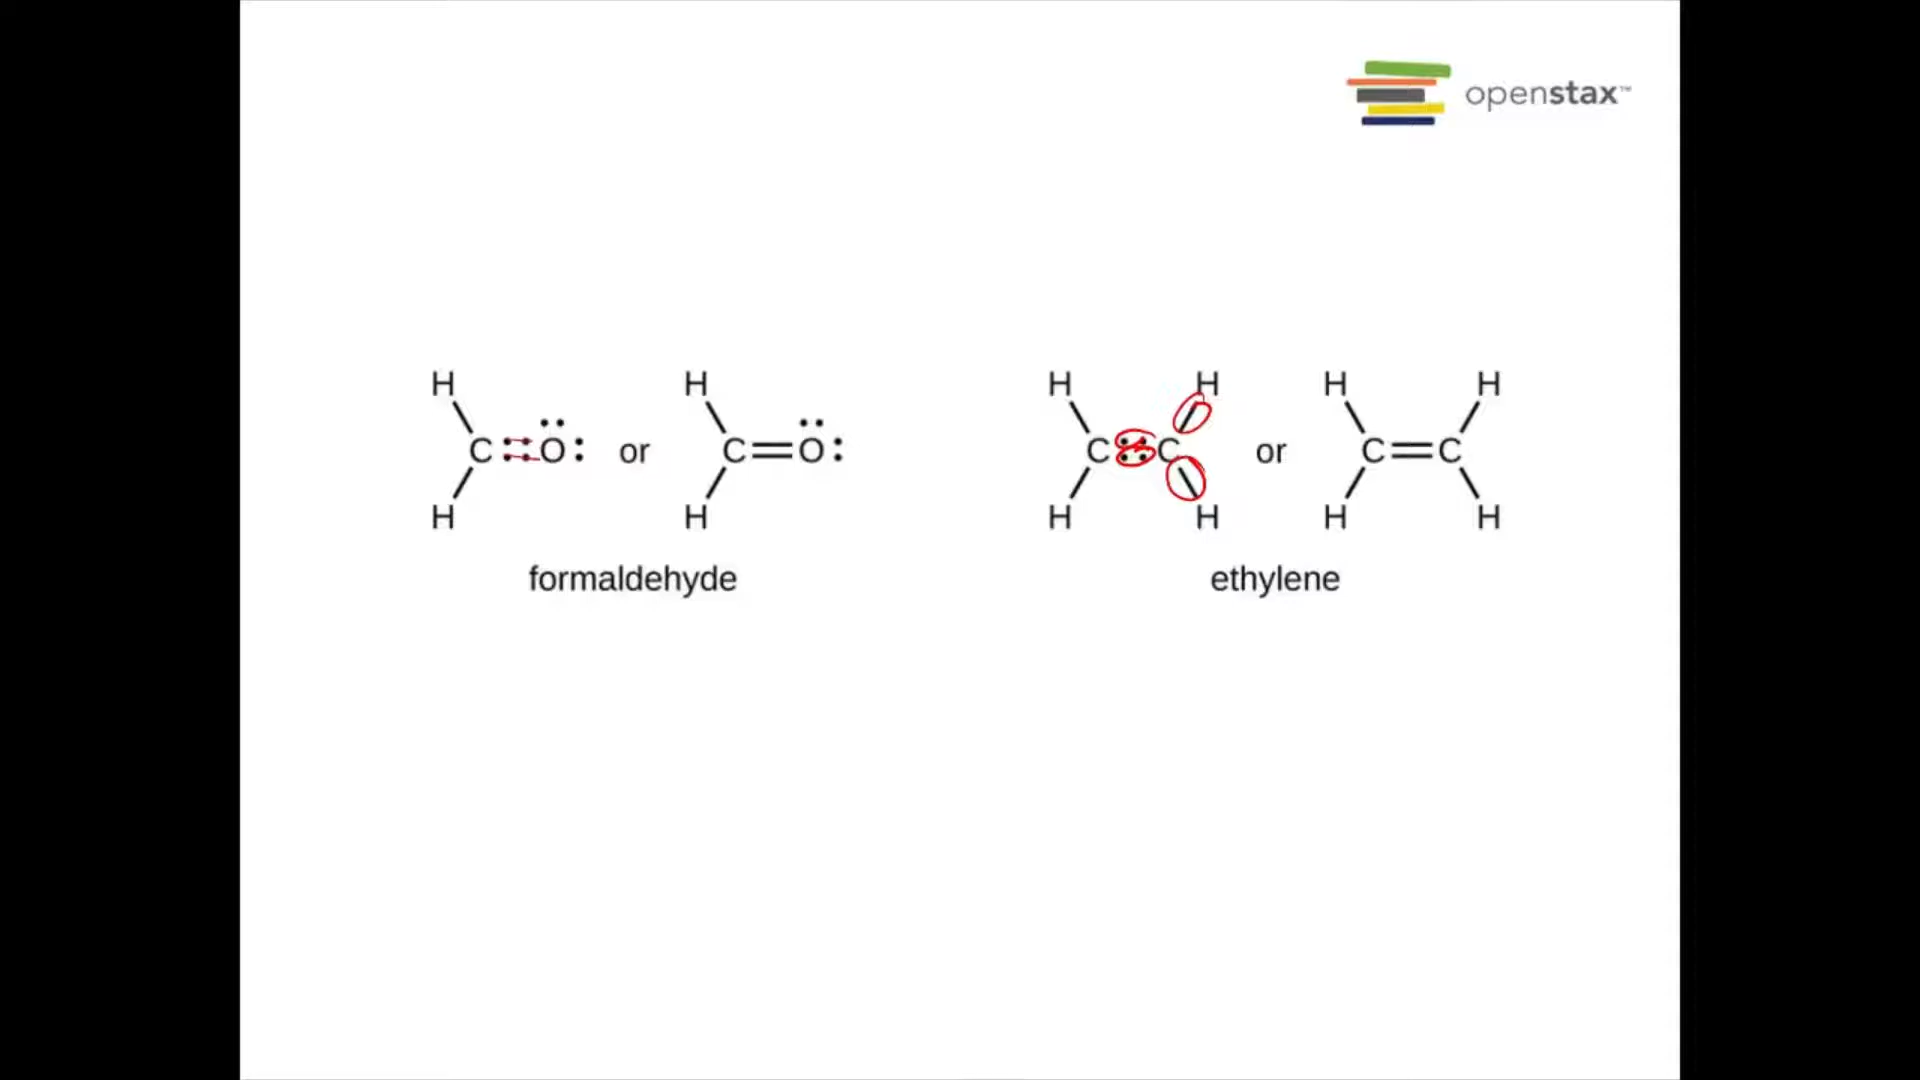 openstax™
H H H H H H
C::O: or C=O: C::C or C=C
H H H H H H
formaldehyde ethylene